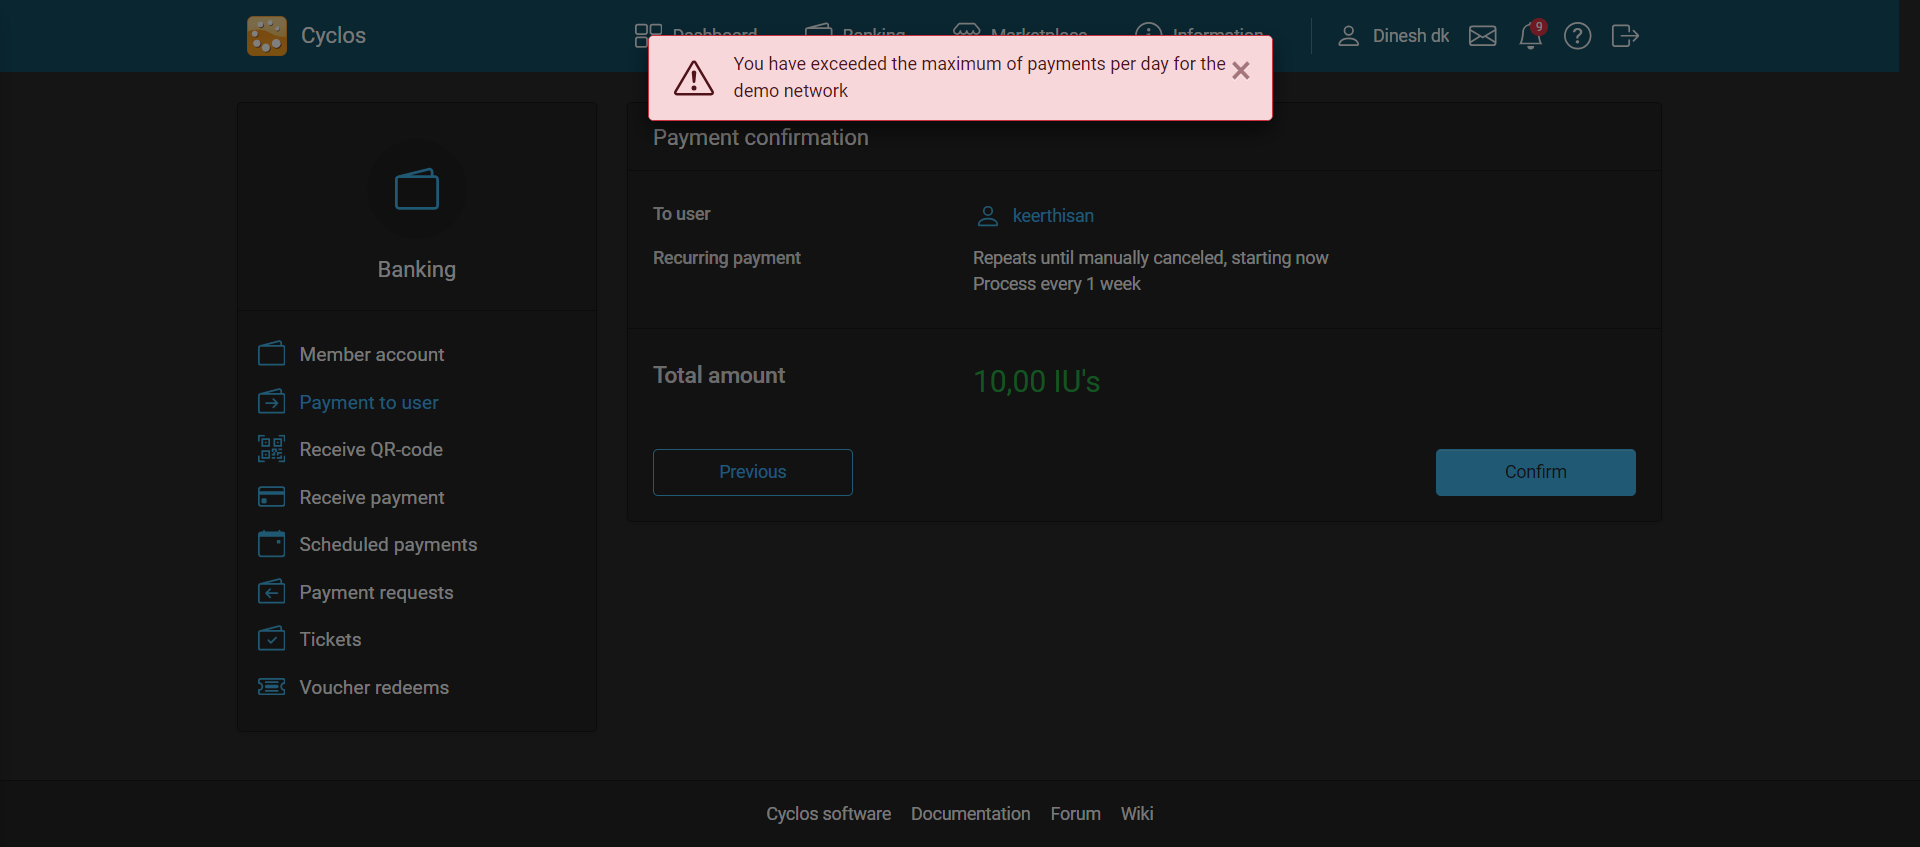 Cyclos
Dashboard
Banking
Marketplace
Information
Dinesh dk
9
You have exceeded the maximum of payments per day for the
demo network
Banking
Member account
Payment to user
Receive QR-code
Receive payment
Scheduled payments
Payment requests
Tickets
Voucher redeems
Payment confirmation
To user
keerthisan
Recurring payment
Repeats until manually canceled, starting now
Process every 1 week
Total amount
10,00 IU's
Previous
Confirm
Cyclos software
Documentation
Forum
Wiki